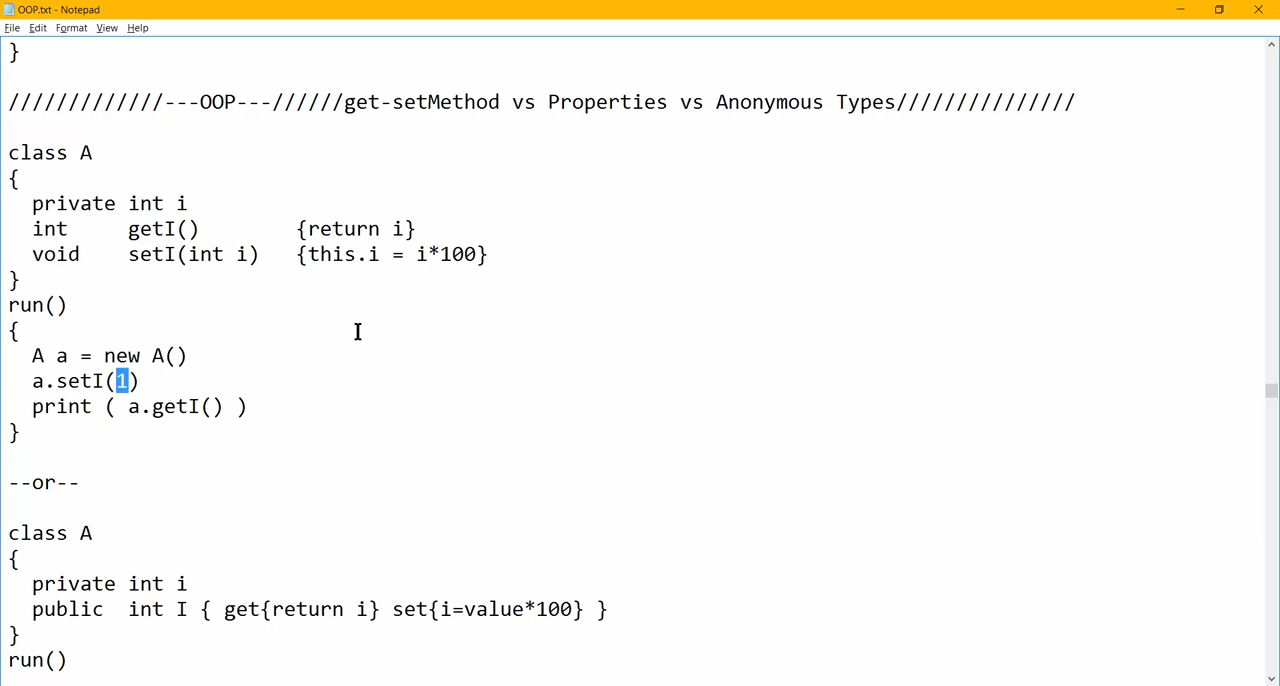 OOP.txt - Notepad
File Edit Format View Help
}
/////////////---OOP---//////get-setMethod vs Properties vs Anonymous Types///////////////
class A
{
private int i
int getI() {return i}
void setI(int i) {this.i = i*100}
}
run()
{
A a = new A()
a.setI(1)
print ( a.getI() )
}
--or--
class A
{
private int i
public int I { get{return i} set{i=value*100} }
}
run()